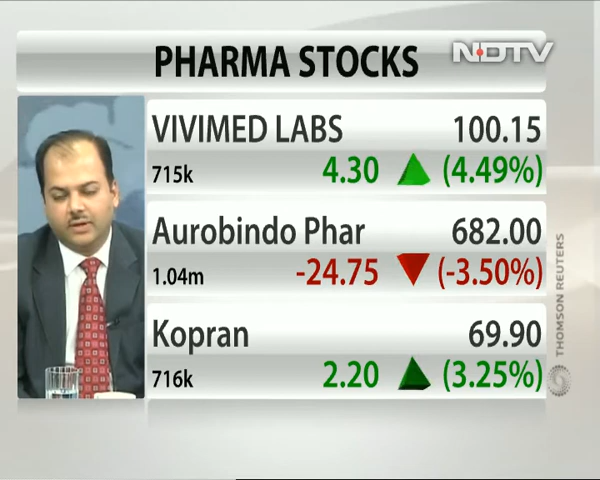 PHARMA STOCKS
NDTV
VIVIMED LABS 100.15
715k 4.30 (4.49%)
Aurobindo Phar 682.00
1.04m -24.75 (-3.50%)
Kopran 69.90
716k 2.20 (3.25%)
THOMSON REUTERS